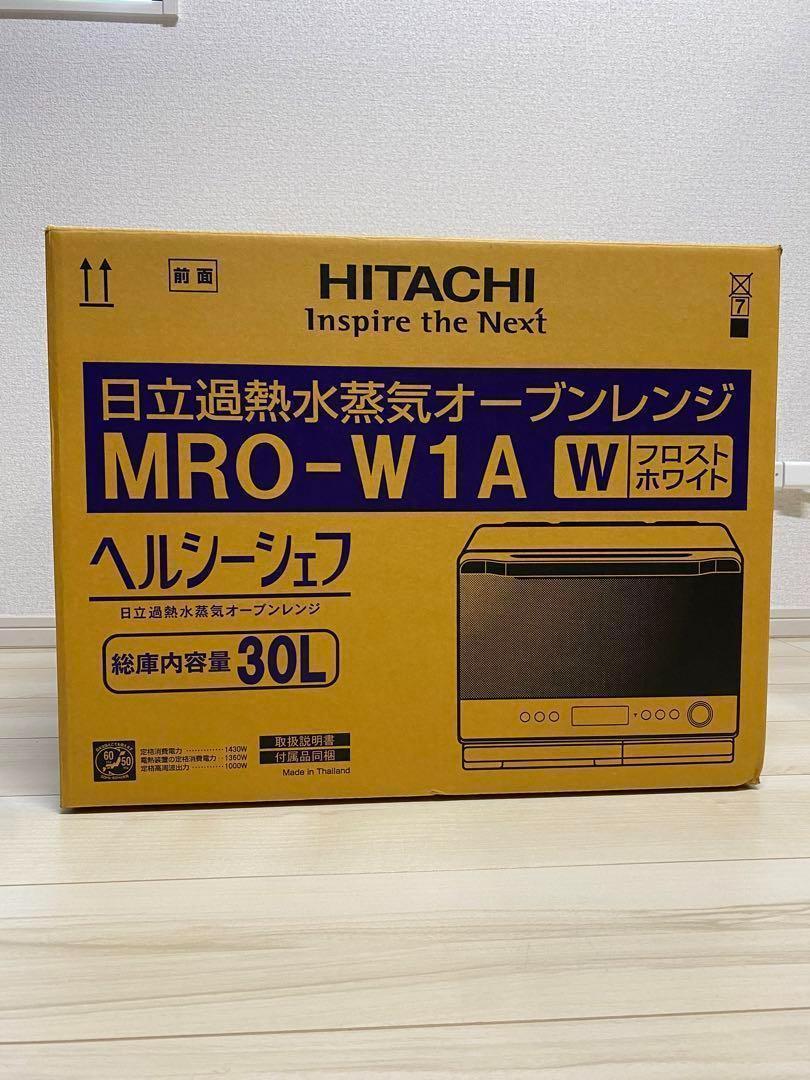 前面
HITACHI
Inspire the Next
7
日立過熱水蒸気オーブンレンジ
MRO-W1A
W
フロスト
ホワイト
ヘルシーシェフ
日立過熱水蒸気オーブンレンジ
総庫内容量 30L
60
50
定格消費電力 ············ 1430W
電熱装置の定格消費電力 ·· 1360W
定格高周波出力 ·········· 1000W
取扱説明書
付属品同梱
Made in Thailand